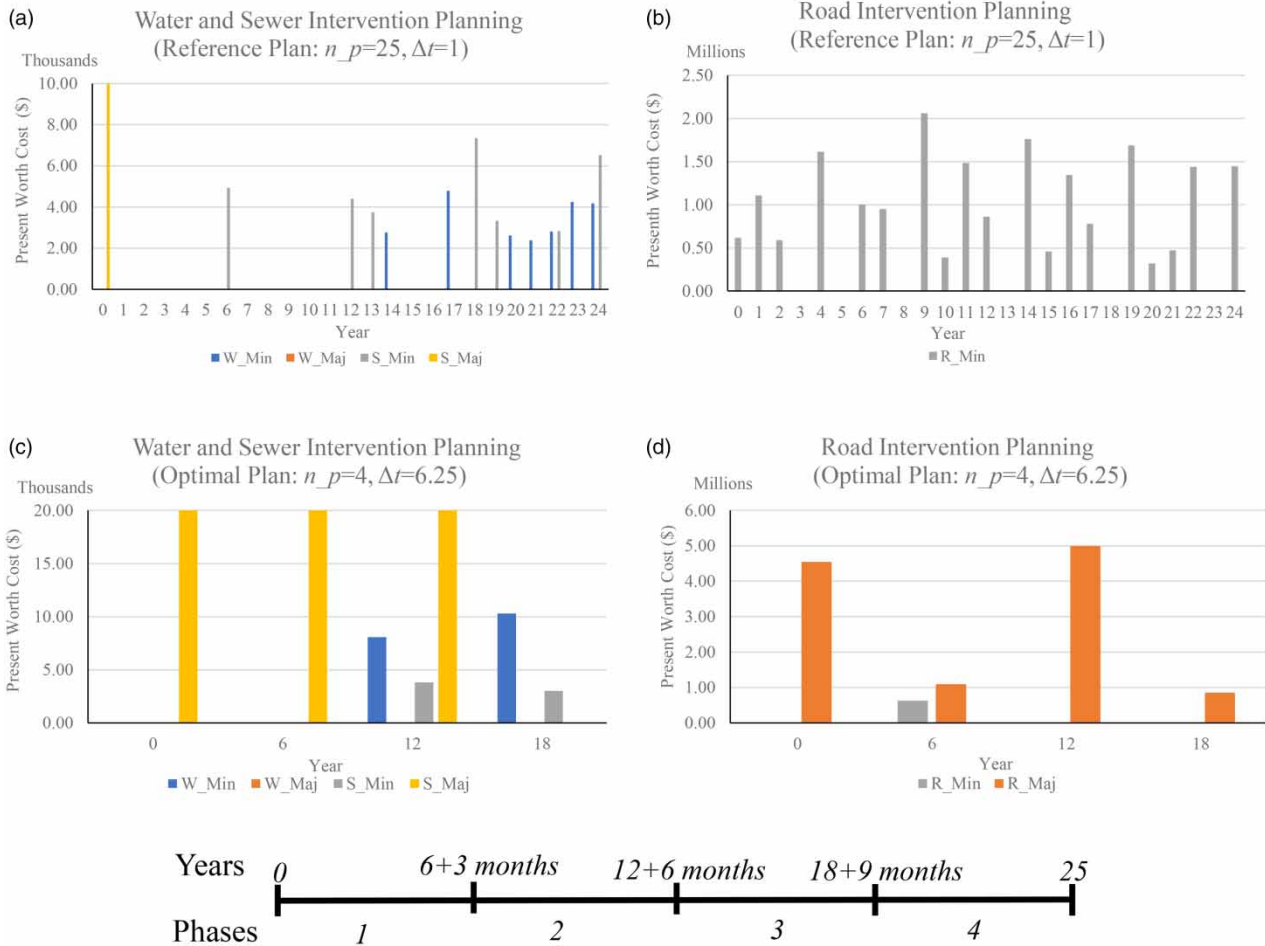 (a)
Water and Sewer Intervention Planning
(Reference Plan: n_p=25, Δt=1)
Thousands
Present Worth Cost ($)
10.00
8.00
6.00
4.00
2.00
0.00
0 1 2 3 4 5 6 7 8 9 10 11 12 13 14 15 16 17 18 19 20 21 22 23 24
Year
W_Min W_Maj S_Min S_Maj
(b)
Road Intervention Planning
(Reference Plan: n_p=25, Δt=1)
Millions
Presenth Worth Cost ($)
2.50
2.00
1.50
1.00
0.50
0.00
0 1 2 3 4 5 6 7 8 9 10 11 12 13 14 15 16 17 18 19 20 21 22 23 24
Year
R_Min
(c)
Water and Sewer Intervention Planning
(Optimal Plan: n_p=4, Δt=6.25)
Thousands
Present Worth Cost ($)
20.00
15.00
10.00
5.00
0.00
0 6 12 18
Year
W_Min W_Maj S_Min S_Maj
(d)
Road Intervention Planning
(Optimal Plan: n_p=4, Δt=6.25)
Millions
Present Worth Cost ($)
6.00
5.00
4.00
3.00
2.00
1.00
0.00
0 6 12 18
Year
R_Min R_Maj
Years 0 6+3 months 12+6 months 18+9 months 25
Phases 1 2 3 4